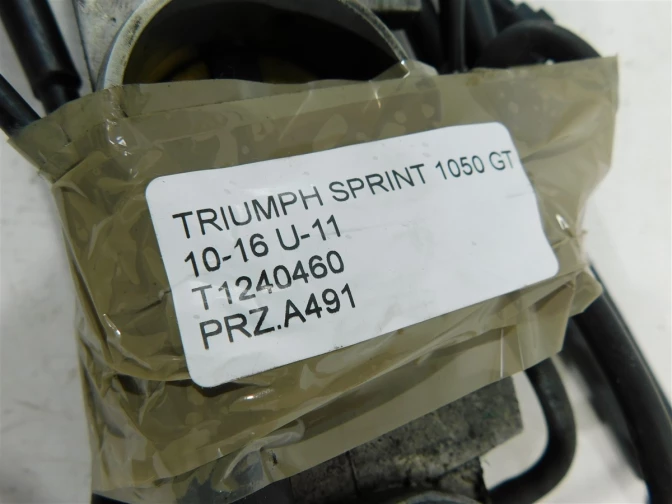 TRIUMPH SPRINT 1050 GT
10-16 U-11
T1240460
PRZ.A491